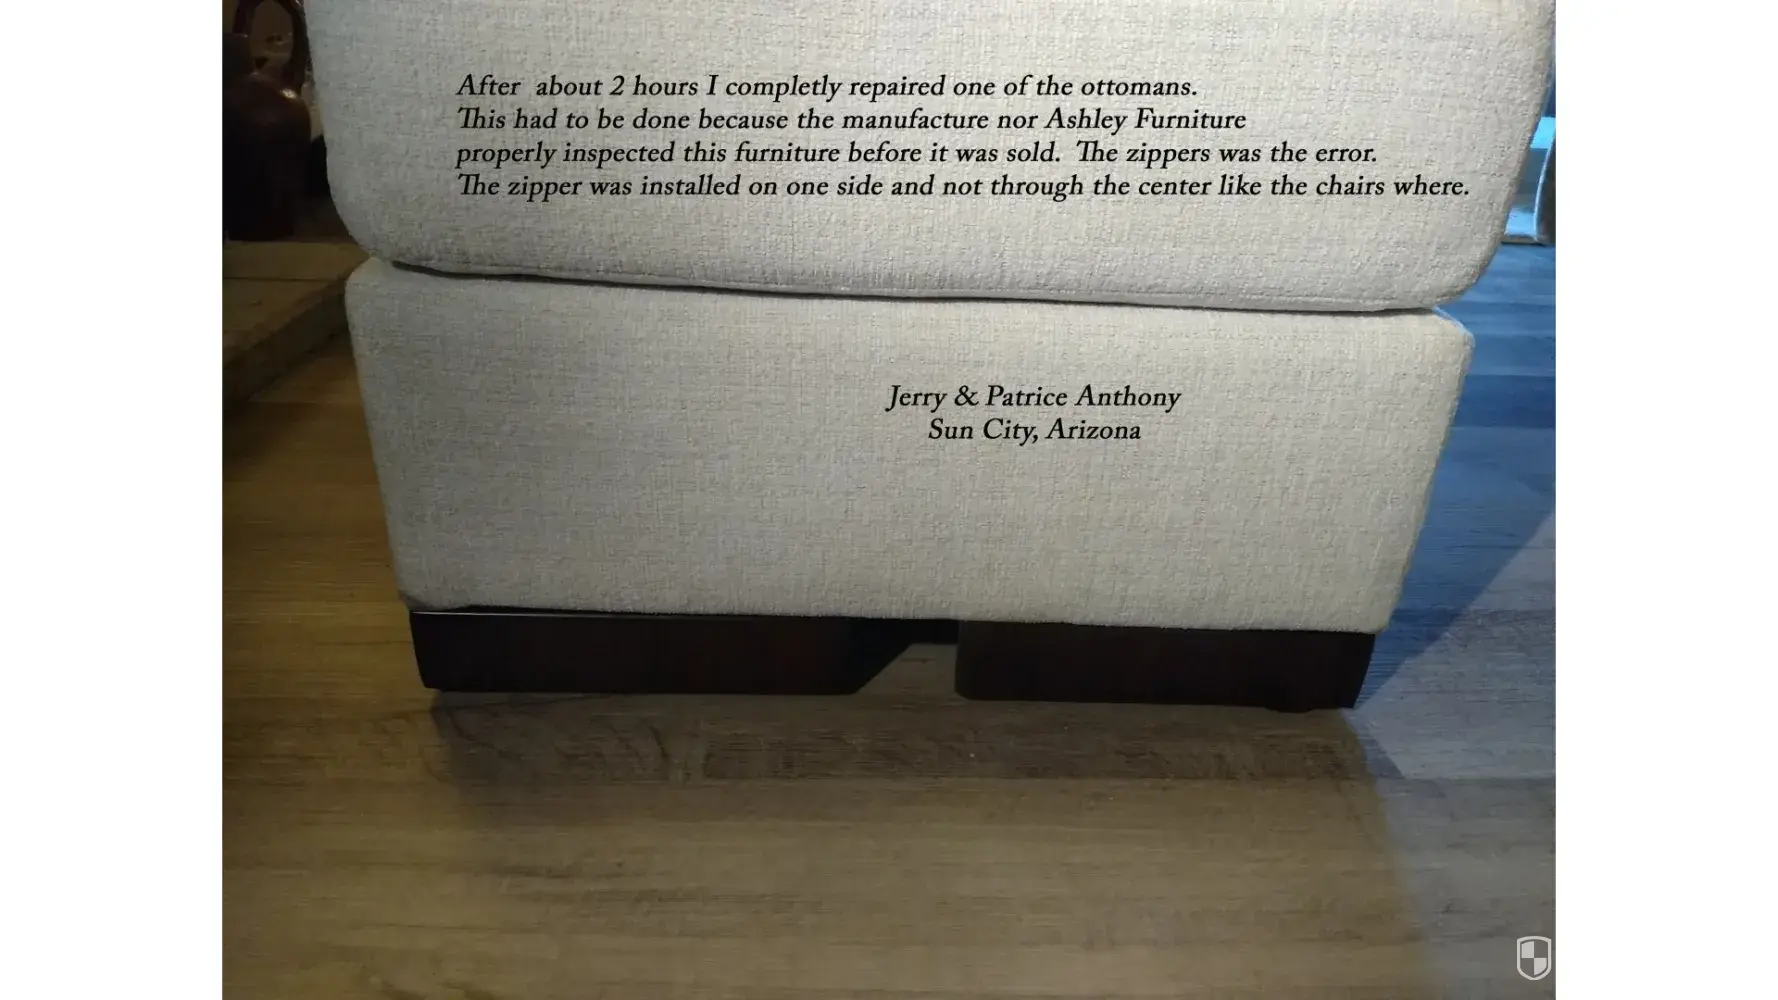 After  about 2 hours I completly repaired one of the ottomans.
This had to be done because the manufacture nor Ashley Furniture
properly inspected this furniture before it was sold.  The zippers was the error.
The zipper was installed on one side and not through the center like the chairs where.
Jerry & Patrice Anthony
Sun City, Arizona